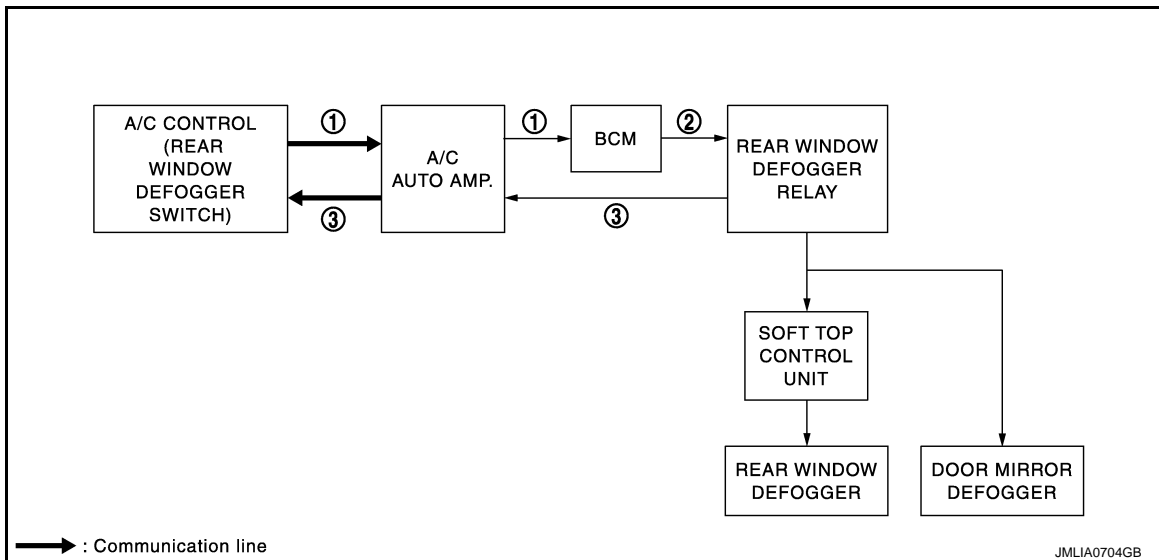 A/C CONTROL
(REAR
WINDOW
DEFOGGER
SWITCH)
①
③
A/C
AUTO AMP.
①
BCM
②
③
REAR WINDOW
DEFOGGER
RELAY
SOFT TOP
CONTROL
UNIT
REAR WINDOW
DEFOGGER
DOOR MIRROR
DEFOGGER
: Communication line
JMLIA0704GB